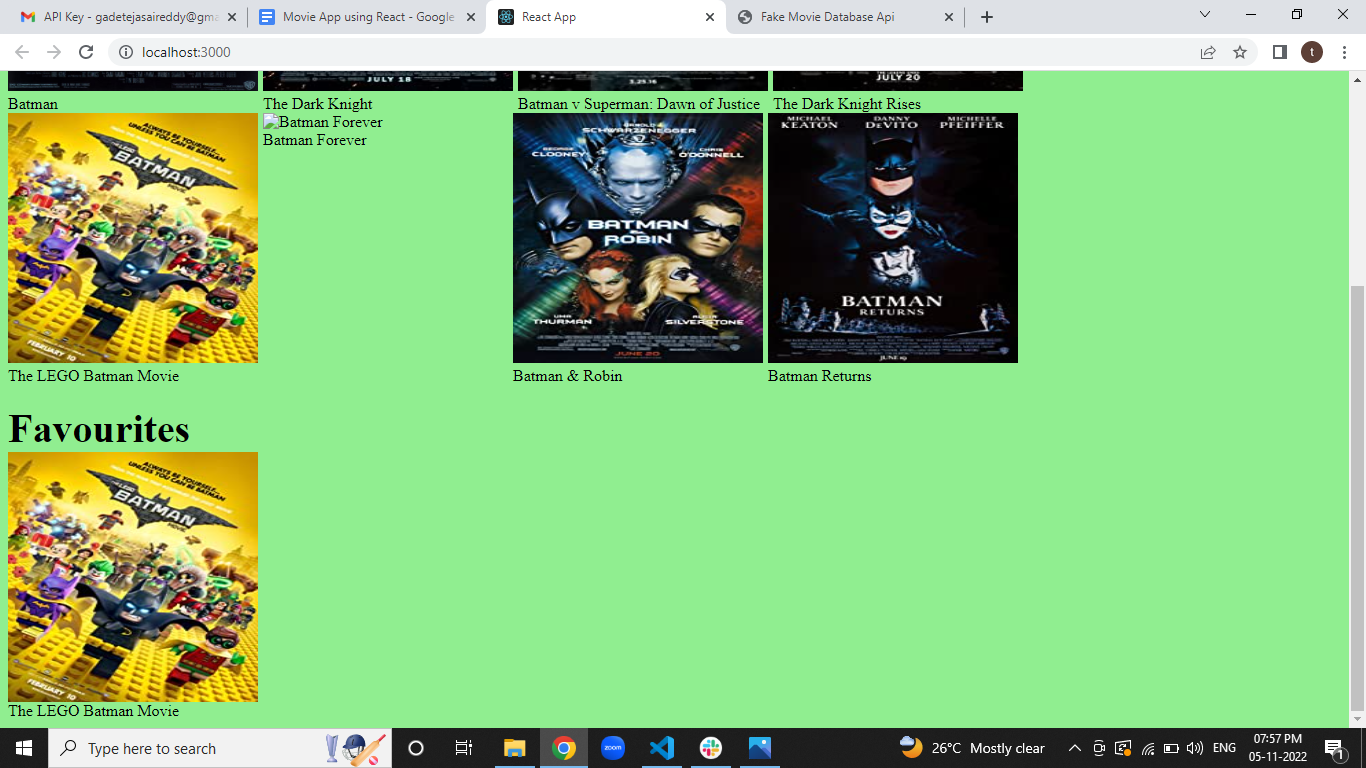 API Key - gadetejasaireddy@gma
Movie App using React - Google
React App
Fake Movie Database Api
localhost:3000
t
JULY 18
JULY 20
Batman
The Dark Knight
Batman v Superman: Dawn of Justice
The Dark Knight Rises
ALWAYS BE YOURSELF.
UNLESS YOU CAN BE BATMAN
BATMAN
MOVIE
FEBRUARY 10
Batman Forever
Batman Forever
ARNOLD
SCHWARZENEGGER
GEORGE
CLOONEY
CHRIS
O'DONNELL
BATMAN
& ROBIN
UMA
THURMAN
ALICIA
SILVERSTONE
JUNE 20
MICHAEL
KEATON
DANNY
DeVITO
MICHELLE
PFEIFFER
BATMAN
RETURNS
JUNE 19
The LEGO Batman Movie
Batman & Robin
Batman Returns
Favourites
ALWAYS BE YOURSELF.
UNLESS YOU CAN BE BATMAN
BATMAN
MOVIE
FEBRUARY 10
The LEGO Batman Movie
Type here to search
zoom
26°C Mostly clear
ENG
07:57 PM
05-11-2022
1